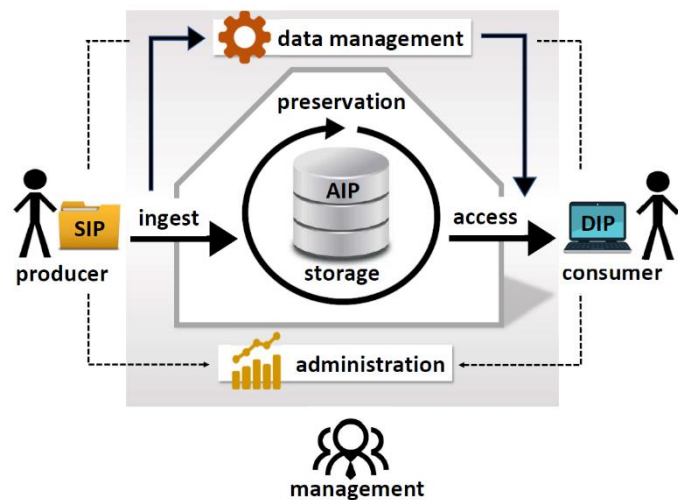 data management
preservation
AIP
SIP
ingest
access
DIP
producer
storage
consumer
administration
management